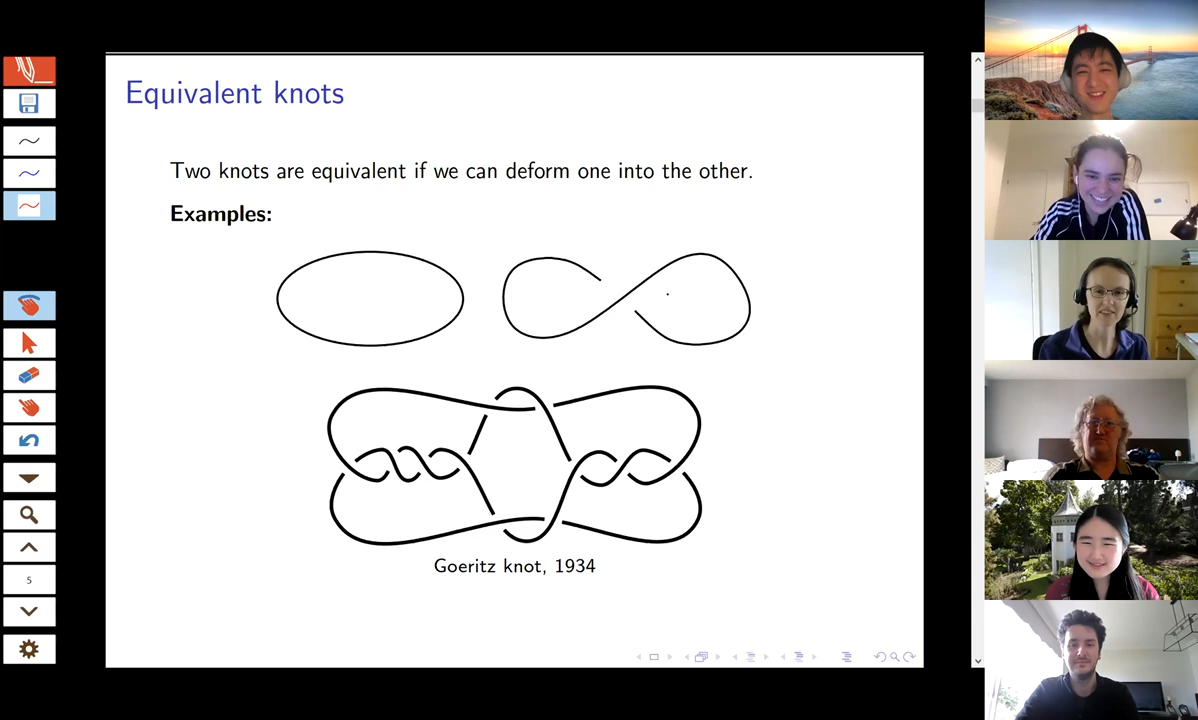 Equivalent knots
Two knots are equivalent if we can deform one into the other.
Examples:
Goeritz knot, 1934
5